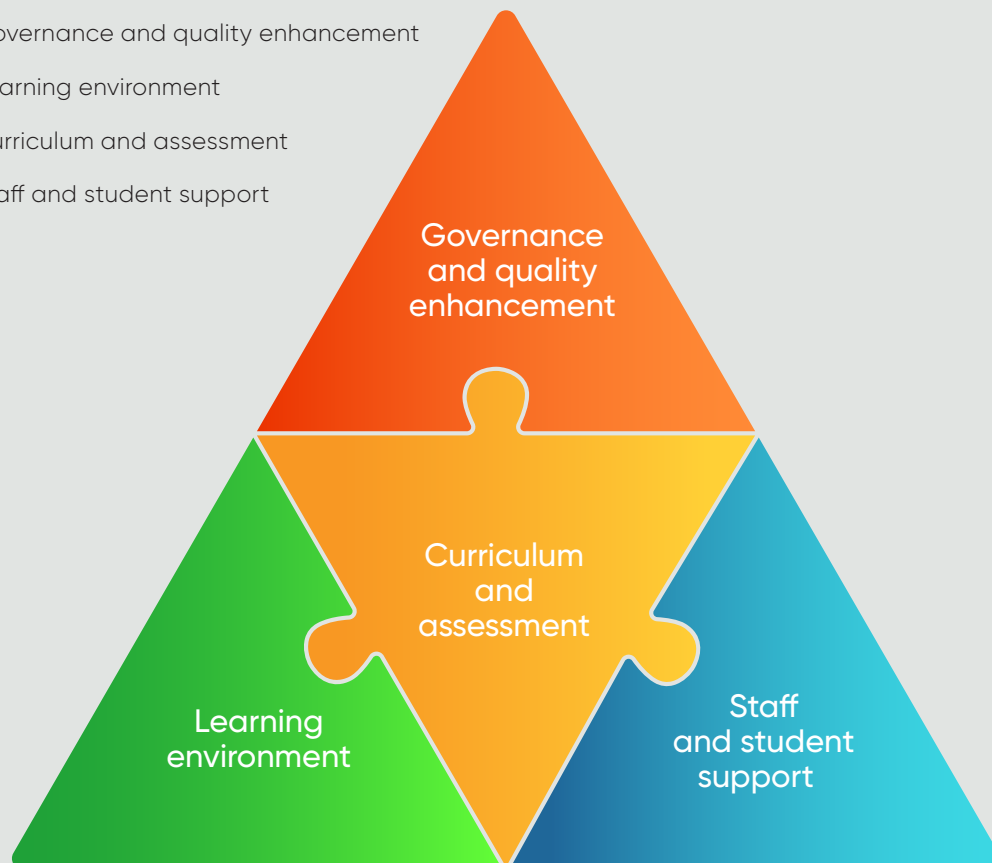 overnance and quality enhancement
arning environment
urriculum and assessment
aff and student support
Governance
and quality
enhancement
Curriculum
and
assessment
Learning
environment
Staff
and student
support